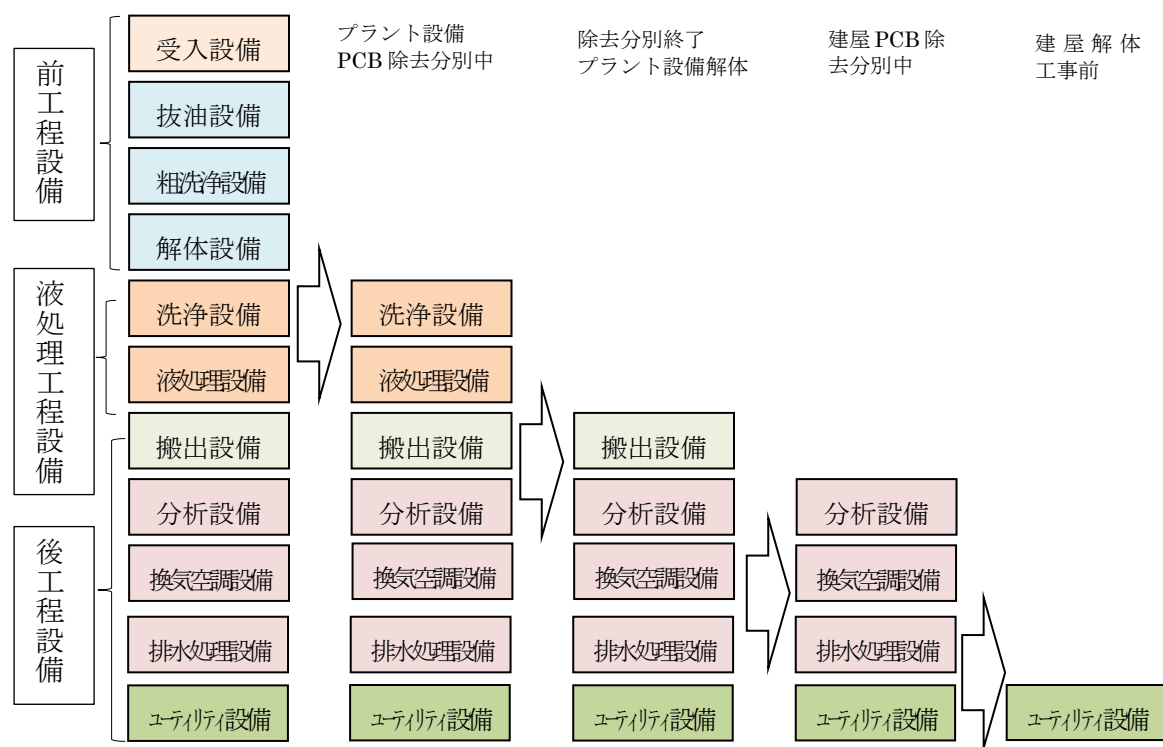 前工程設備
液処理工程設備
後工程設備
受入設備
抜油設備
粗洗浄設備
解体設備
洗浄設備
液処理設備
搬出設備
分析設備
換気空調設備
排水処理設備
ユーティリティ設備
プラント設備
PCB 除去分別中
洗浄設備
液処理設備
搬出設備
分析設備
換気空調設備
排水処理設備
ユーティリティ設備
除去分別終了
プラント設備解体
搬出設備
分析設備
換気空調設備
排水処理設備
ユーティリティ設備
建屋 PCB 除
去分別中
分析設備
換気空調設備
排水処理設備
ユーティリティ設備
建屋解体
工事前
ユーティリティ設備